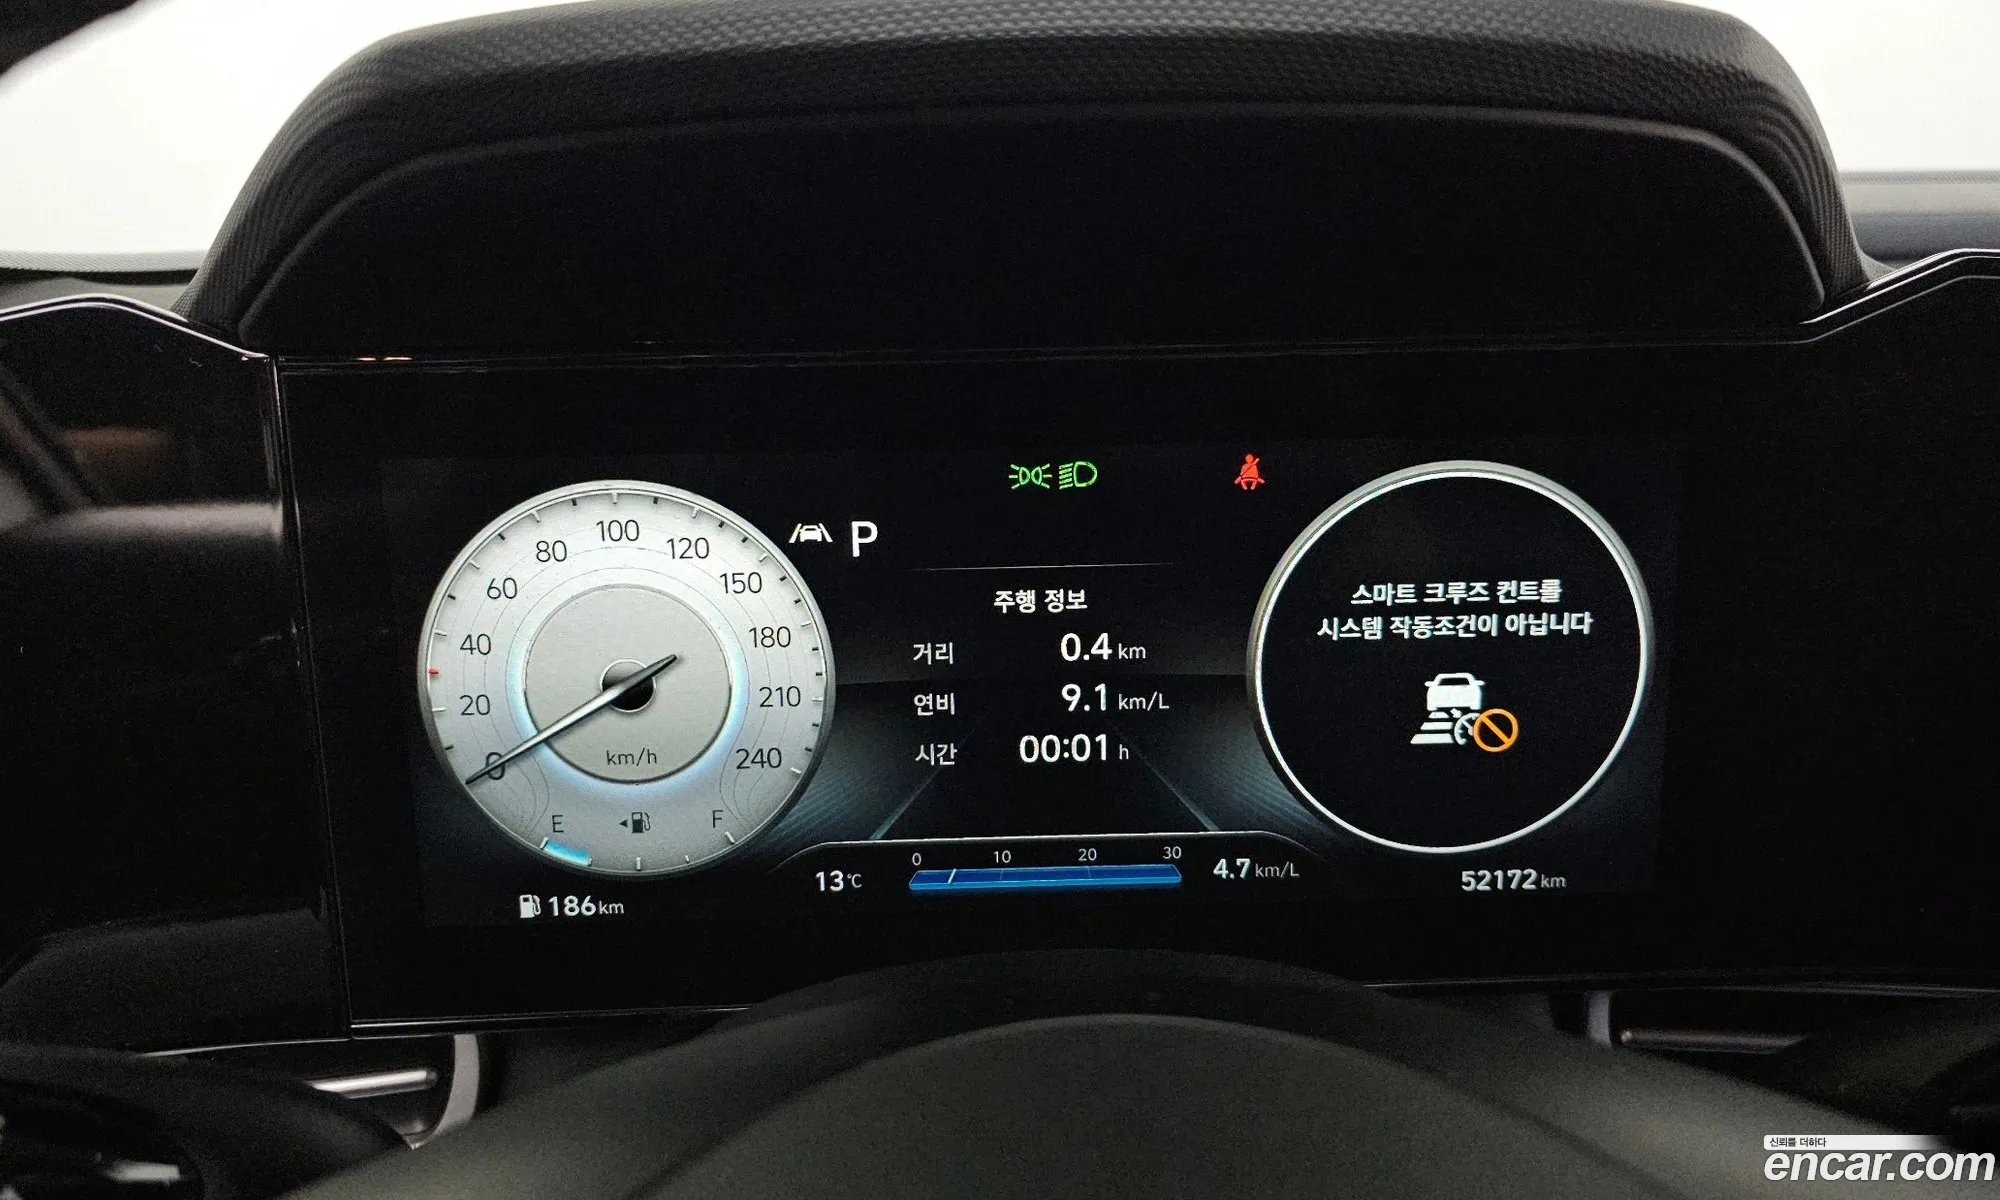 P
주행 정보
거리 0.4 km
연비 9.1 km/L
시간 00:01 h
0 20 40 60 80 100 120 150 180 210 240
km/h
E F
186 km
13°C
0 10 20 30
4.7 km/L
스마트 크루즈 컨트롤
시스템 작동조건이 아닙니다
52172 km
신뢰를 더하다
encar.com